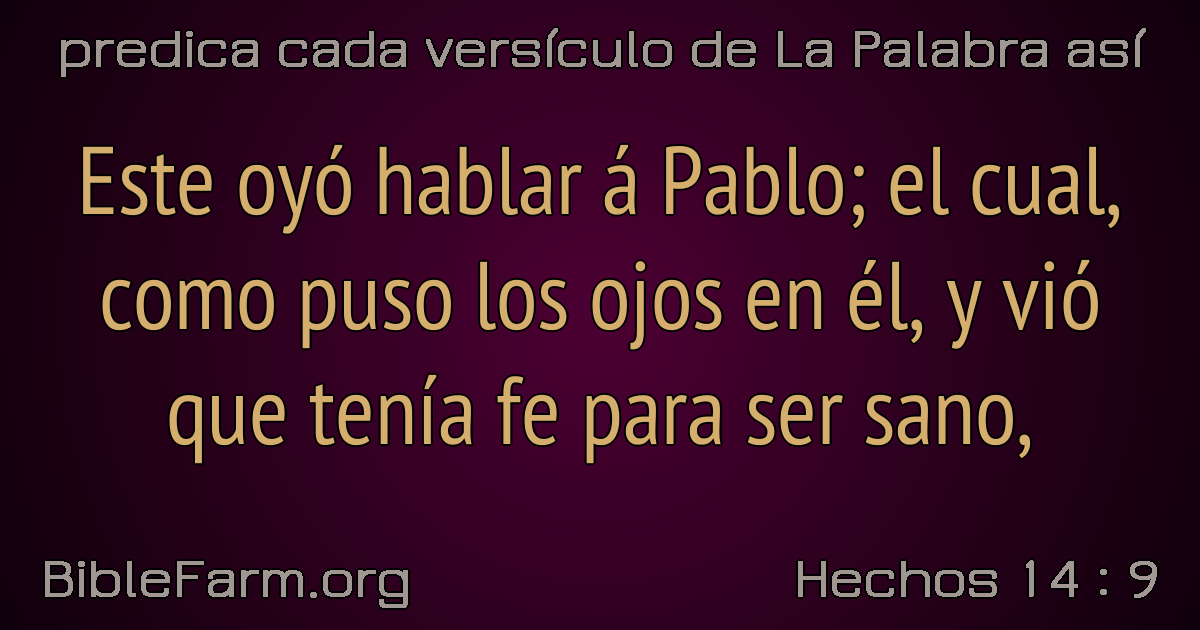 predica cada versículo de La Palabra así
Este oyó hablar á Pablo; el cual,
como puso los ojos en él, y vió
que tenía fe para ser sano,
BibleFarm.org
Hechos 14 : 9